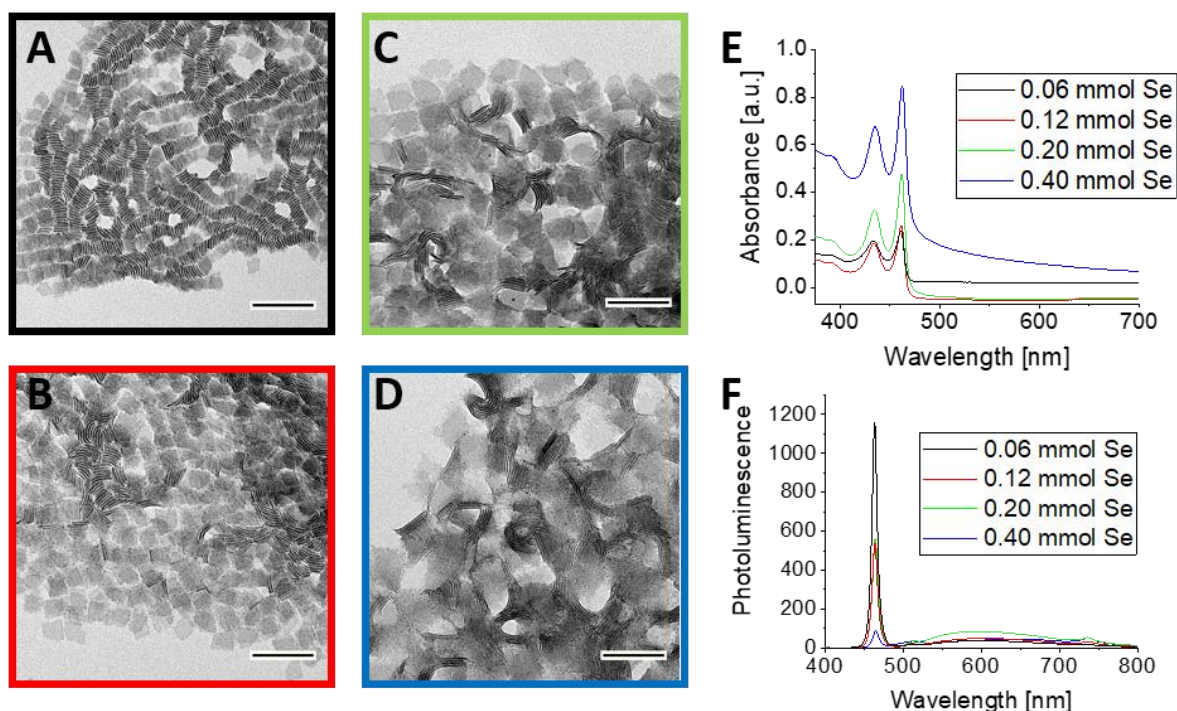 A
C
B
D
E
1.0
0.8
0.6
0.4
0.2
0.0
Absorbance [a.u.]
0.06 mmol Se
0.12 mmol Se
0.20 mmol Se
0.40 mmol Se
400 500 600 700
Wavelength [nm]
F
1200
1000
800
600
400
200
0
Photoluminescence
0.06 mmol Se
0.12 mmol Se
0.20 mmol Se
0.40 mmol Se
400 500 600 700 800
Wavelength [nm]